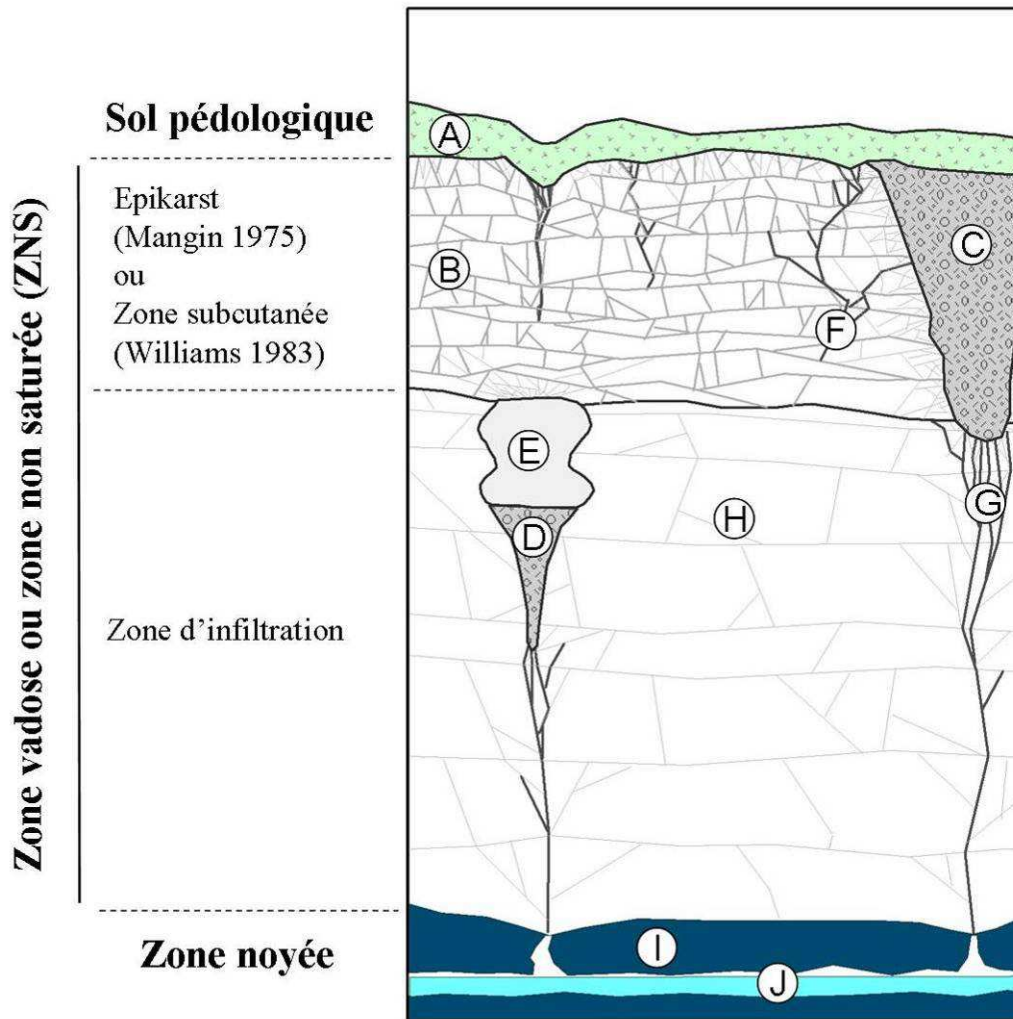 Zone vadose ou zone non saturée (ZNS)
Sol pédologique
Epikarst
(Mangin 1975)
ou
Zone subcutanée
(Williams 1983)
Zone d'infiltration
Zone noyée
A
B
C
F
E
D
G
H
I
J